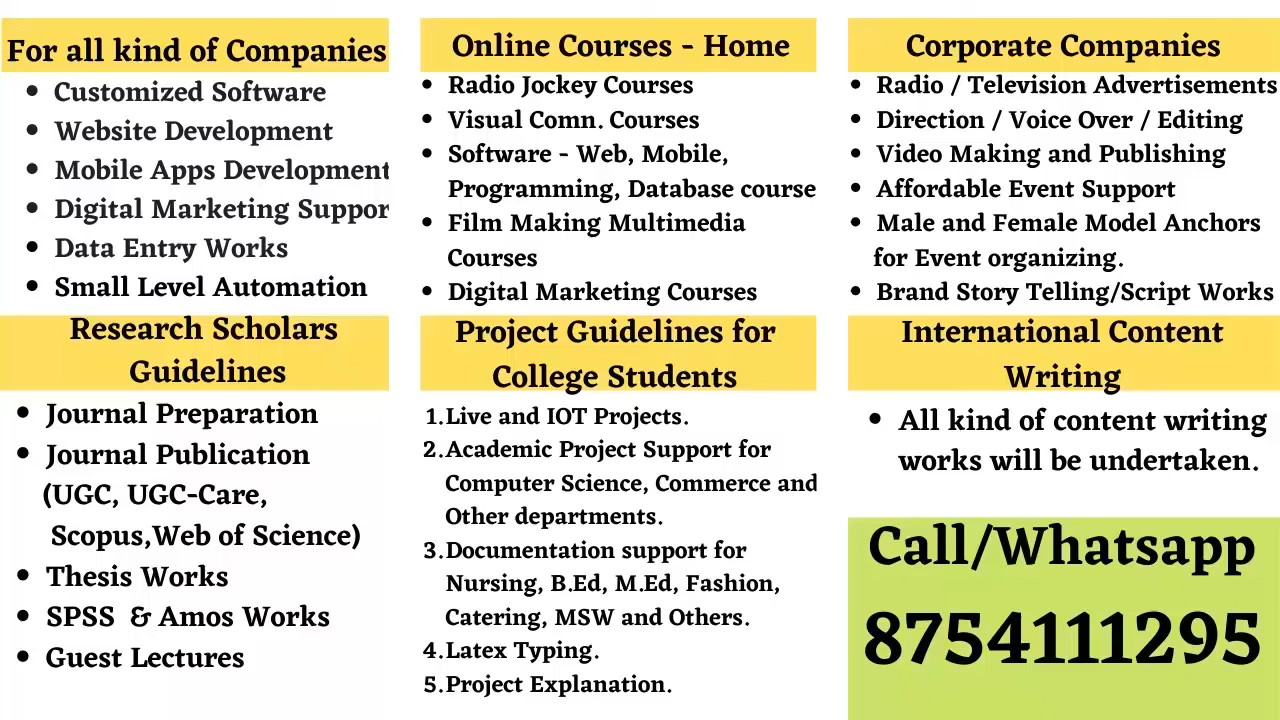 For all kind of Companies
Customized Software
Website Development
Mobile Apps Development
Digital Marketing Suppor
Data Entry Works
Small Level Automation
Online Courses - Home
Radio Jockey Courses
Visual Comn. Courses
Software - Web, Mobile,
Programming, Database course
Film Making Multimedia
Courses
Digital Marketing Courses
Corporate Companies
Radio / Television Advertisements
Direction / Voice Over / Editing
Video Making and Publishing
Affordable Event Support
Male and Female Model Anchors
for Event organizing.
Brand Story Telling/Script Works
Research Scholars
Guidelines
Journal Preparation
Journal Publication
(UGC, UGC-Care,
Scopus,Web of Science)
Thesis Works
SPSS & Amos Works
Guest Lectures
Project Guidelines for
College Students
1.Live and IOT Projects.
2.Academic Project Support for
Computer Science, Commerce and
Other departments.
3.Documentation support for
Nursing, B.Ed, M.Ed, Fashion,
Catering, MSW and Others.
4.Latex Typing.
5.Project Explanation.
International Content
Writing
All kind of content writing
works will be undertaken.
Call/Whatsapp
8754111295